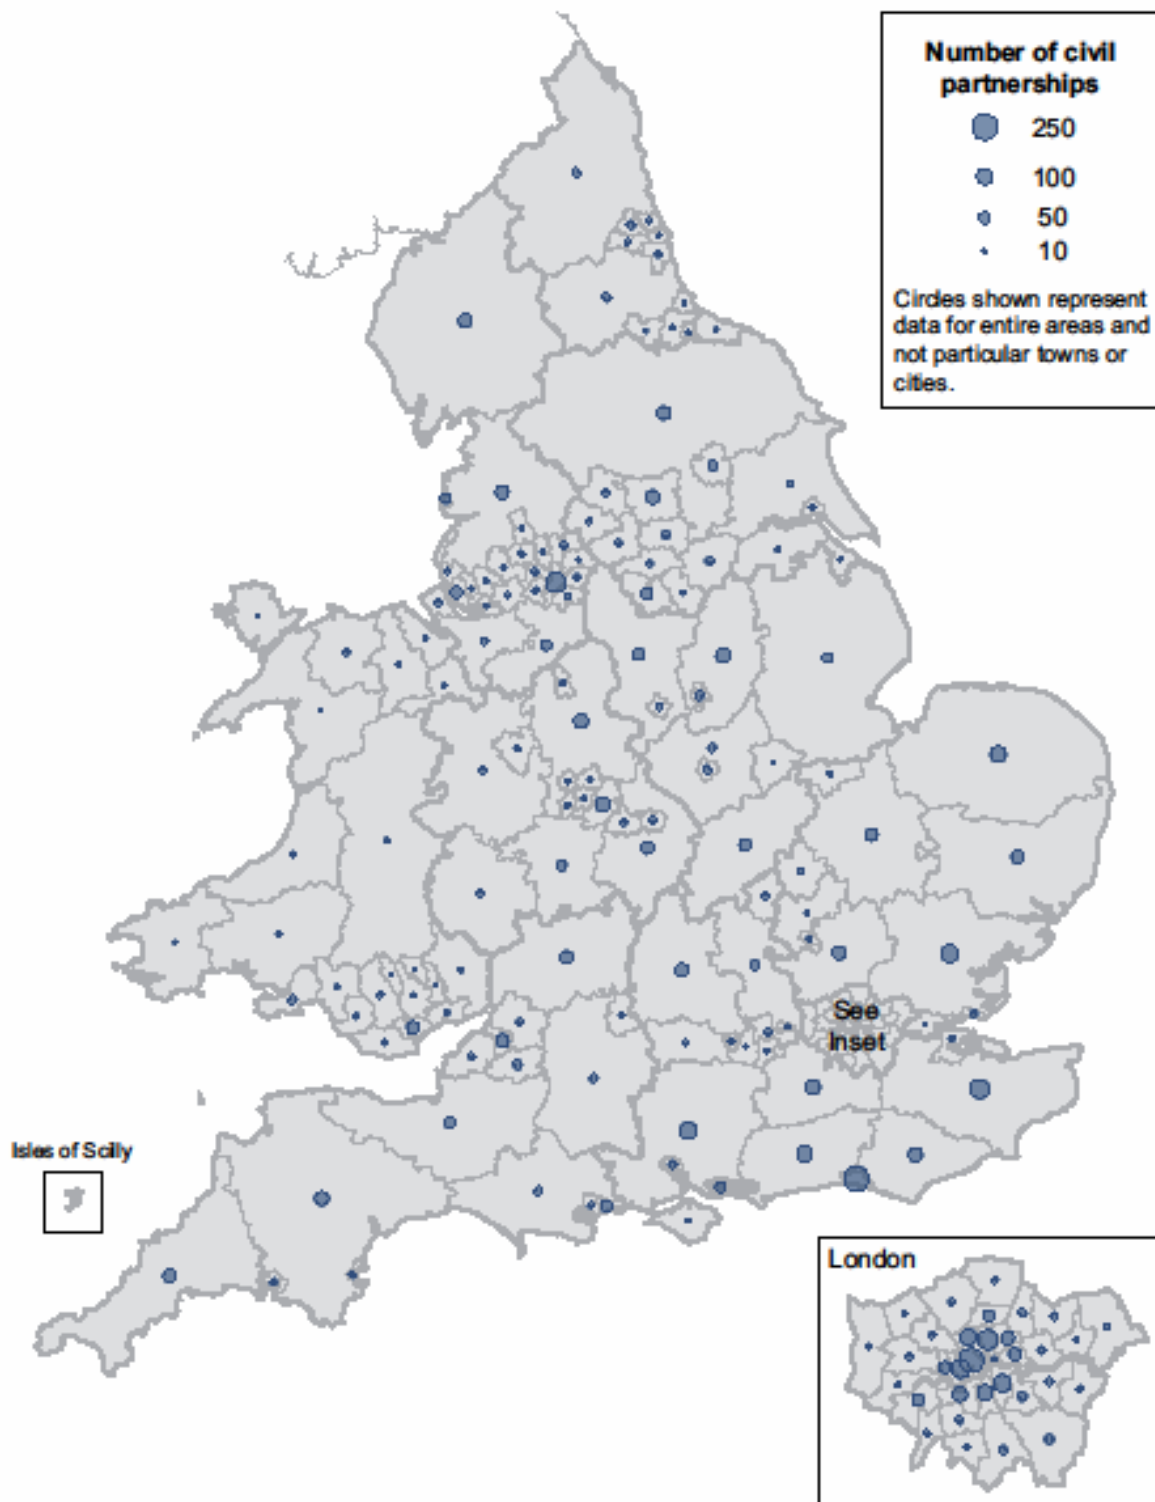 Number of civil
partnerships
250
100
50
10
Circles shown represent
data for entire areas and
not particular towns or
cities.
See
Inset
Isles of Scilly
London